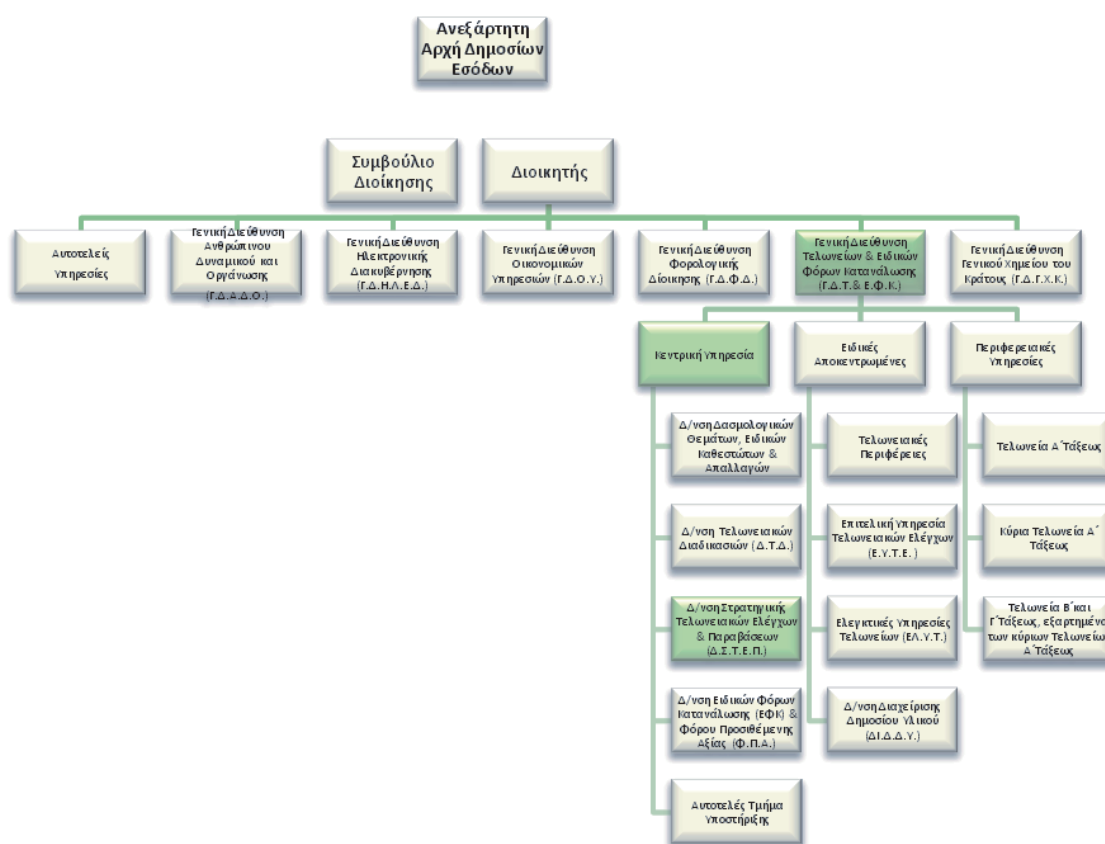 Ανεξάρτητη
Αρχή Δημοσίων
Εσόδων
Συμβούλιο
Διοίκησης
Διοικητής
Αυτοτελείς
Υπηρεσίες
Γενική Διεύθυνση
Ανθρώπινου
Δυναμικού και
Οργάνωσης
(Γ.Δ.Α.Δ.Ο.)
Γενική Διεύθυνση
Ηλεκτρονικής
Διακυβέρνησης
(Γ.Δ.Η.Λ.Ε.Δ.)
Γενική Διεύθυνση
Οικονομικών
Υπηρεσιών (Γ.Δ.Ο.Υ.)
Γενική Διεύθυνση
Φορολογικής
Δίοικησης (Γ.Δ.Φ.Δ.)
Γενική Διεύθυνση
Τελωνείων & Ειδικών
Φόρων Κατανάλωσης
(Γ.Δ.Τ.& Ε.Φ.Κ.)
Γενική Διεύθυνση
Γενικού Χημείου του
Κράτους (Γ.Δ.Γ.Χ.Κ.)
Κεντρική Υπηρεσία
Ειδικές
Αποκεντρωμένες
Περιφερειακές
Υπηρεσίες
Δ/νση Δασμολογικών
Θεμάτων, Ειδικών
Καθεστώτων &
Απαλλαγών
Δ/νση Τελωνειακών
Διαδικασιών (Δ.Τ.Δ.)
Δ/νση Στρατηγικής
Τελωνειακών Ελέγχων
& Παραβάσεων
(Δ.Σ.Τ.Ε.Π.)
Δ/νση Ειδικών Φόρων
Κατανάλωσης (ΕΦΚ) &
Φόρου Προσιθέμενης
Αξίας (Φ.Π.Α.)
Αυτοτελές Τμήμα
Υποστήριξης
Τελωνειακές
Περιφέρειες
Επιτελική Υπηρεσία
Τελωνειακών Ελέγχων
(Ε.Υ.Τ.Ε. )
Ελεγκτικές Υπηρεσίες
Τελωνείων (ΕΛ.Υ.Τ.)
Δ/νση Διαχείρισης
Δημοσίου Υλικού
(ΔΙ.Δ.Δ.Υ.)
Τελωνεία Α΄Τάξεως
Κύρια Τελωνεία Α΄
Τάξεως
Τελωνεία Β΄και
Γ΄Τάξεως, εξαρτημένα
των κύριων Τελωνείων
Α΄Τάξεως